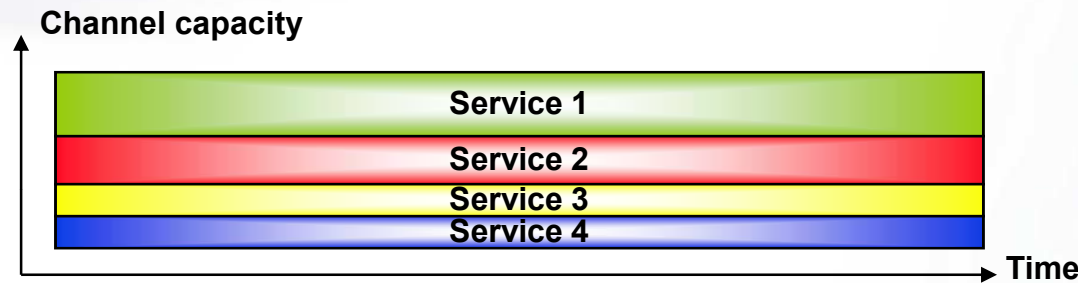 Channel capacity
Service 1
Service 2
Service 3
Service 4
Time